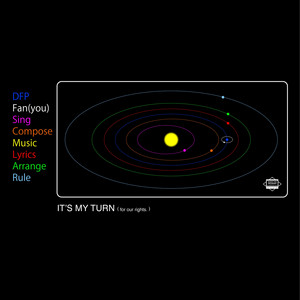 DFP
Fan(you)
Sing
Compose
Music
Lyrics
Arrange
Rule
IT'S MY TURN ( for our rights. )